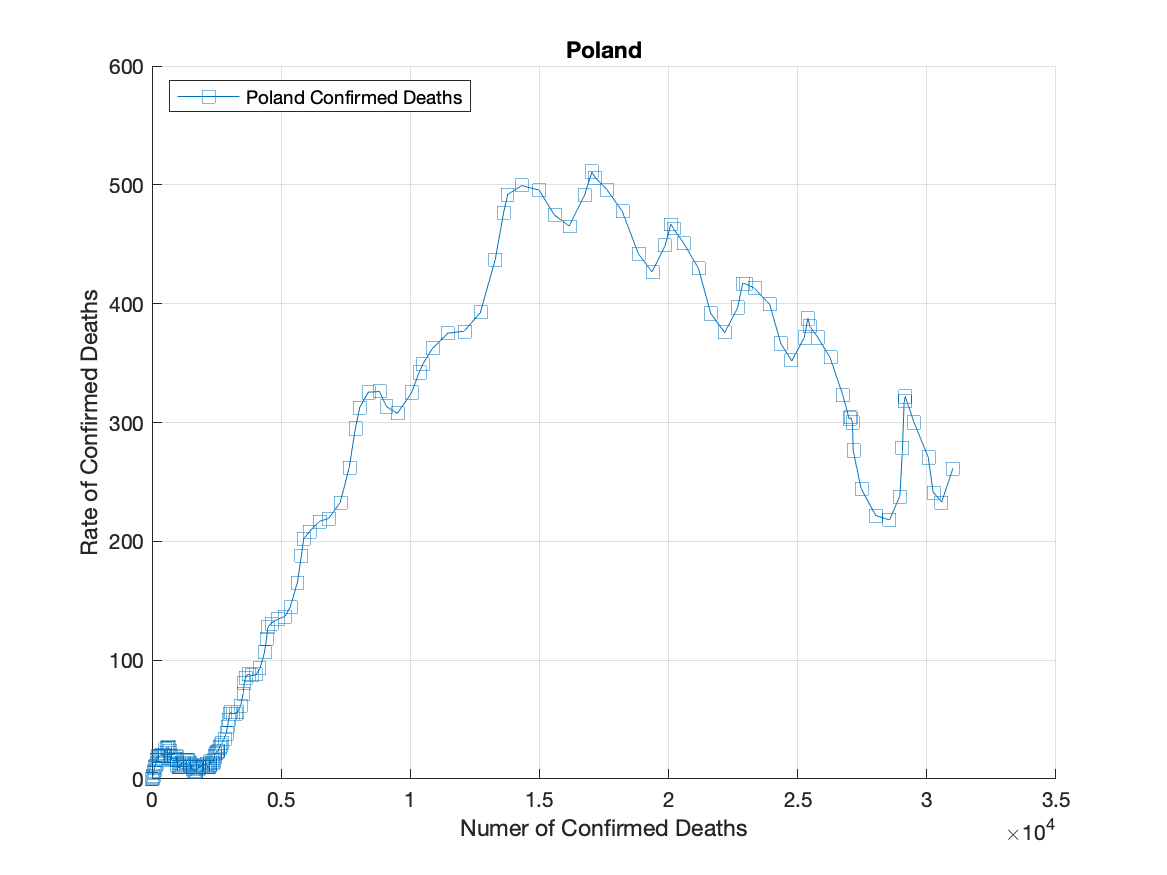 Poland
Poland Confirmed Deaths
600
500
400
300
200
100
0
Rate of Confirmed Deaths
0 0.5 1 1.5 2 2.5 3 3.5
×10⁴
Numer of Confirmed Deaths